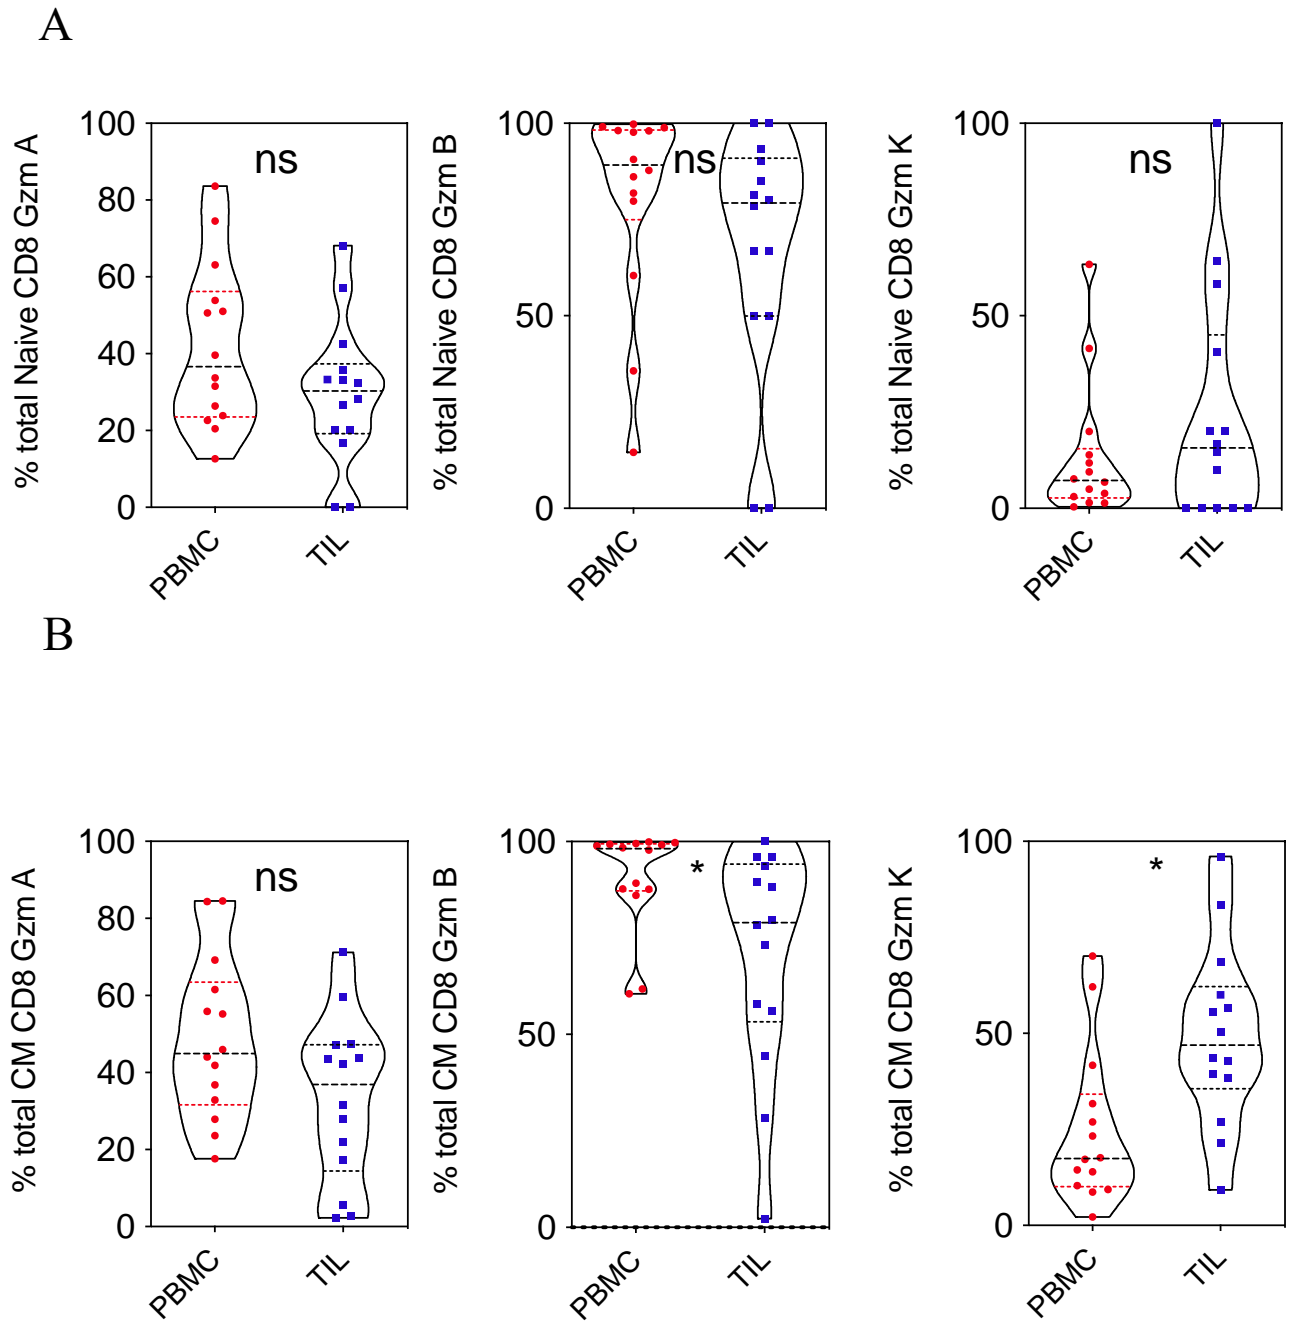 A
% total Naive CD8 Gzm A
100
80
60
40
20
0
ns
PBMC
TIL
% total Naive CD8 Gzm B
100
50
0
ns
PBMC
TIL
% total Naive CD8 Gzm K
100
50
0
ns
PBMC
TIL
B
% total CM CD8 Gzm A
100
80
60
40
20
0
ns
PBMC
TIL
% total CM CD8 Gzm B
100
50
0
*
PBMC
TIL
% total CM CD8 Gzm K
100
50
0
*
PBMC
TIL